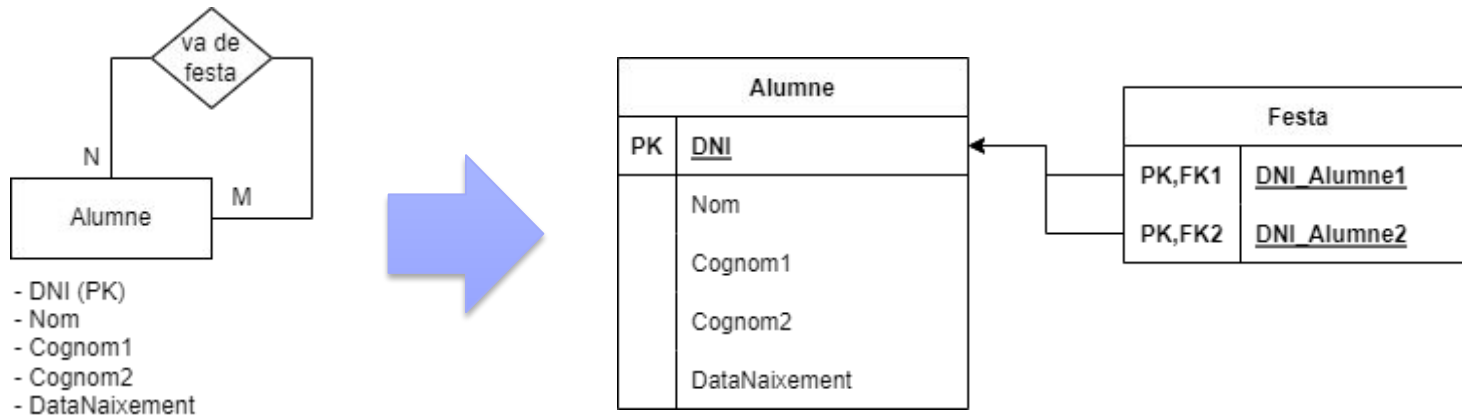 va de
festa
N
M
Alumne
- DNI (PK)
- Nom
- Cognom1
- Cognom2
- DataNaixement
Alumne
PK DNI
Nom
Cognom1
Cognom2
DataNaixement
Festa
PK,FK1 DNI_Alumne1
PK,FK2 DNI_Alumne2